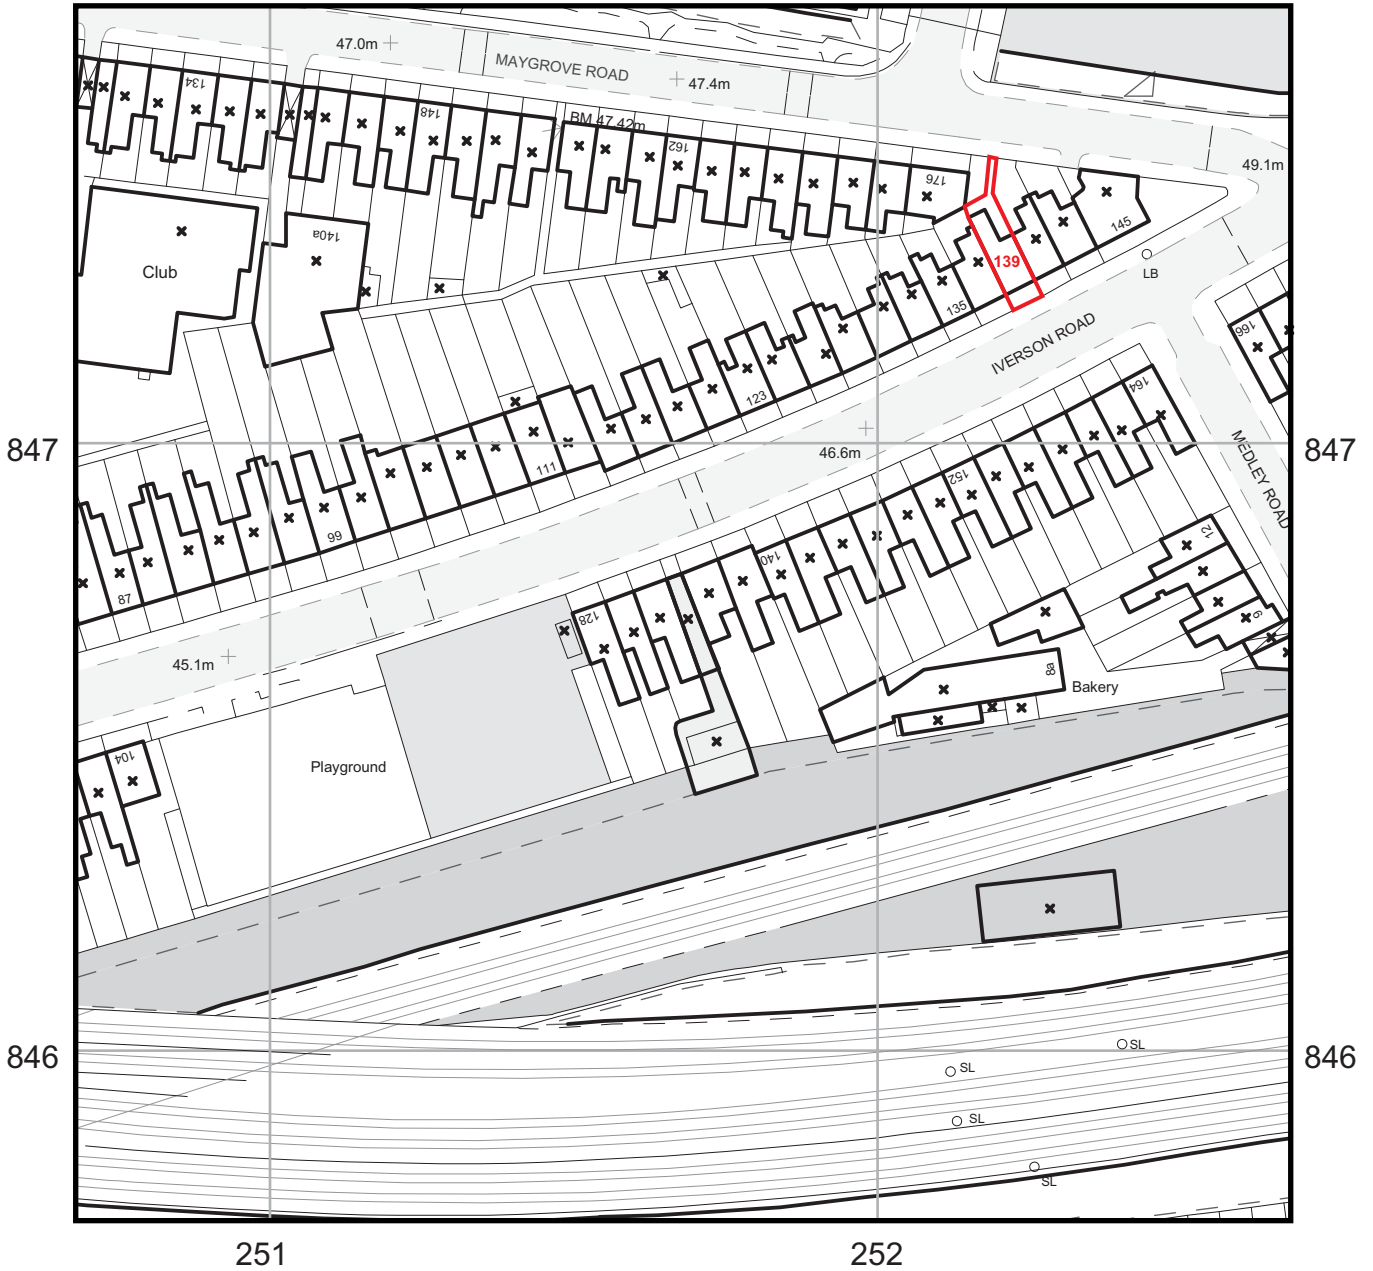 47.0m
MAYGROVE ROAD
47.4m
134
148
BM 47.42m
162
176
49.1m
140a
Club
145
LB
139
135
IVERSON ROAD
166
164
123
847
847
46.6m
111
152
MEDLEY ROAD
99
140
12
87
128
9
45.1m
8a
Bakery
104
Playground
846
846
SL
SL
SL
SL
251
252